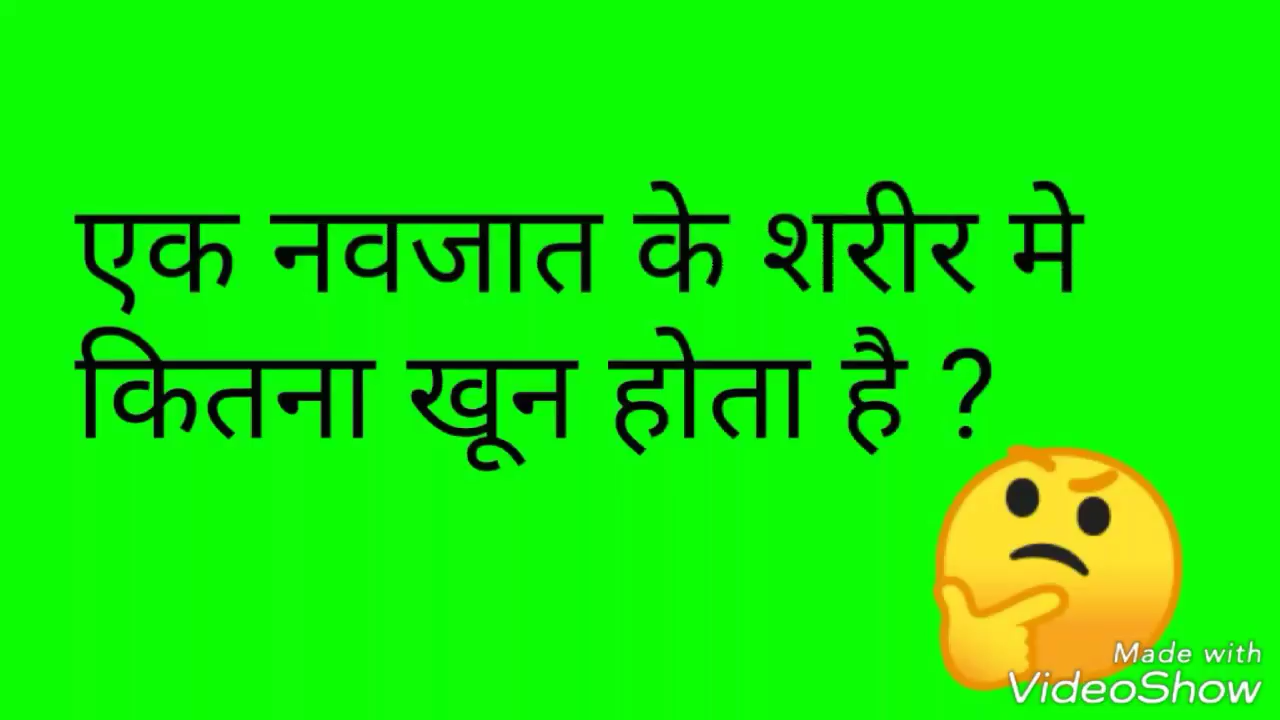 एक नवजात के शरीर मे
कितना खून होता है ?
Made with
VideoShow